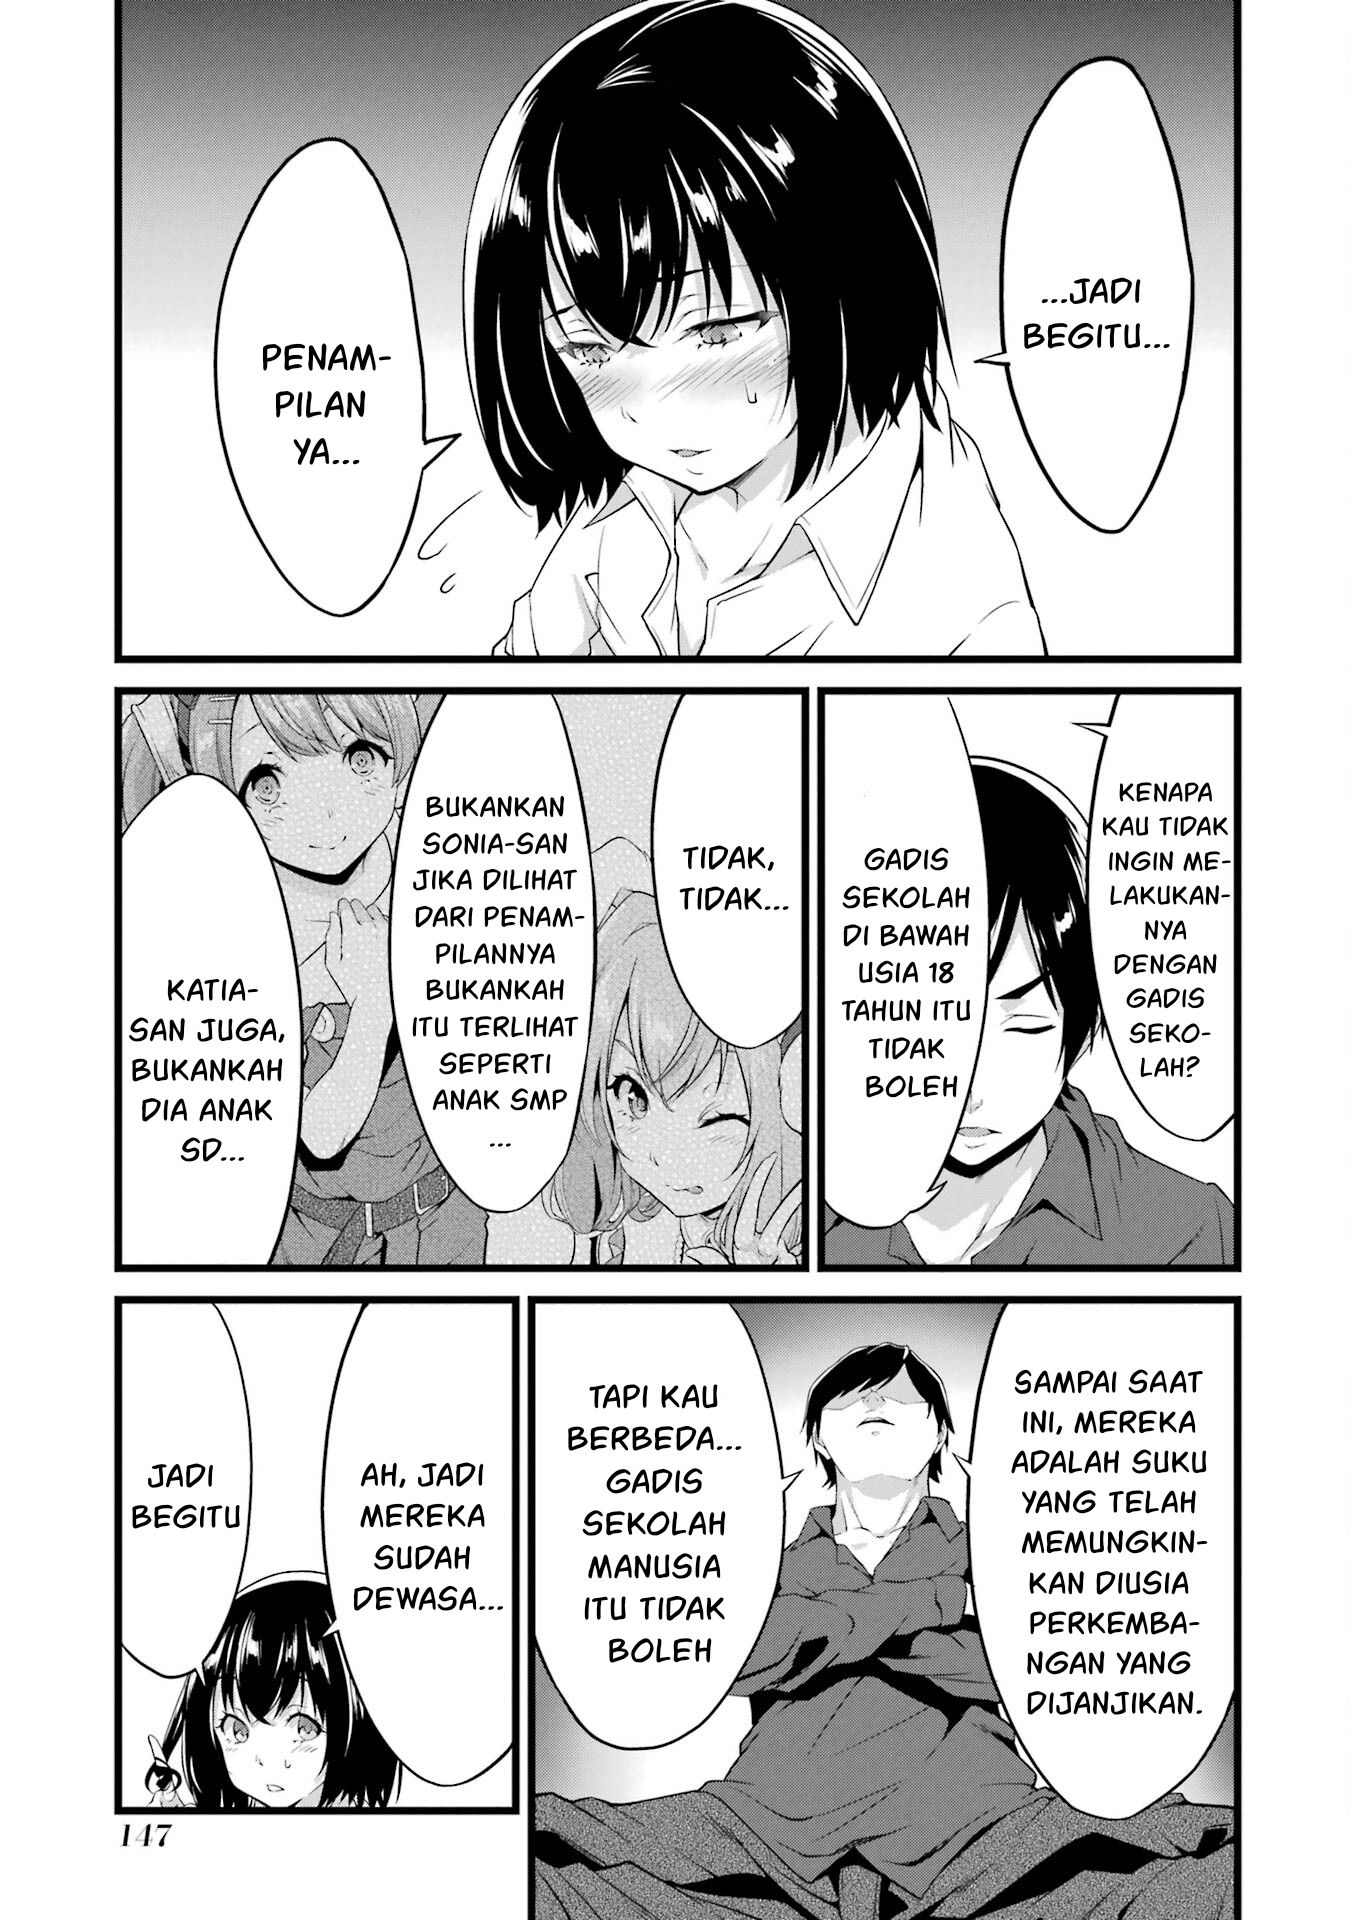 ...JADI
BEGITU...
PENAM-
PILAN
YA...
KENAPA
KAU TIDAK
INGIN ME-
LAKUKAN-
NYA
DENGAN
GADIS
SEKO-
LAH?
GADIS
SEKOLAH
DI BAWAH
USIA 18
TAHUN ITU
TIDAK
BOLEH
TIDAK,
TIDAK...
BUKANKAN
SONIA-SAN
JIKA DILIHAT
DARI PENAM-
PILANNYA
BUKANKAH
ITU TERLIHAT
SEPERTI
ANAK SMP
...
KATIA-
SAN JUGA,
BUKANKAH
DIA ANAK
SD...
SAMPAI SAAT
INI, MEREKA
ADALAH SUKU
YANG TELAH
MEMUNGKIN-
KAN DIUSIA
PERKEMBA-
NGAN YANG
DIJANJIKAN.
TAPI KAU
BERBEDA...
GADIS
SEKOLAH
MANUSIA
ITU TIDAK
BOLEH
AH, JADI
MEREKA
SUDAH
DEWASA...
JADI
BEGITU
147